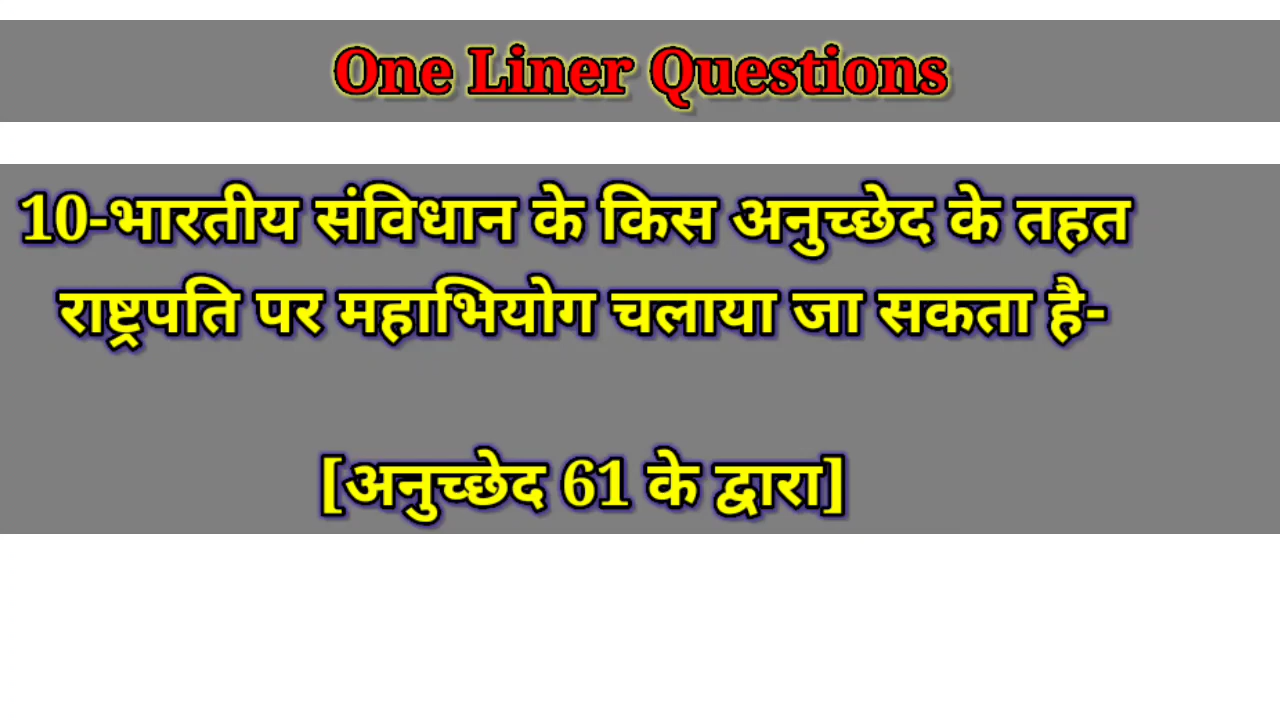 One Liner Questions
10-भारतीय संविधान के किस अनुच्छेद के तहत
राष्ट्रपति पर महाभियोग चलाया जा सकता है-
[अनुच्छेद 61 के द्वारा]